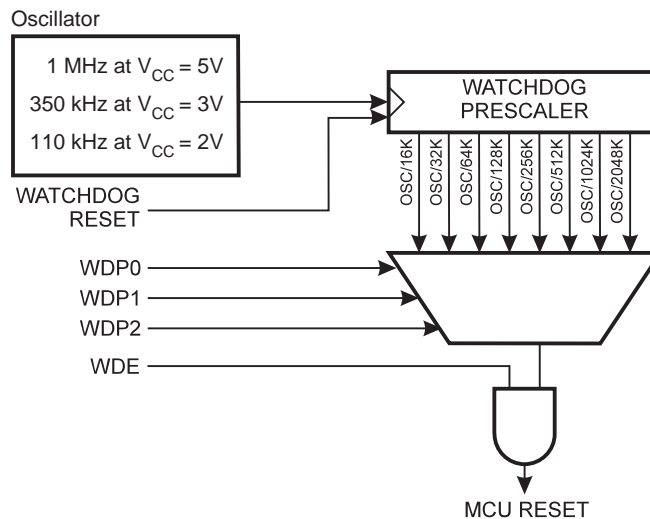 Oscillator
1 MHz at VCC = 5V
350 kHz at VCC = 3V
110 kHz at VCC = 2V
WATCHDOG
PRESCALER
OSC/16K
OSC/32K
OSC/64K
OSC/128K
OSC/256K
OSC/512K
OSC/1024K
OSC/2048K
WATCHDOG
RESET
WDP0
WDP1
WDP2
WDE
MCU RESET